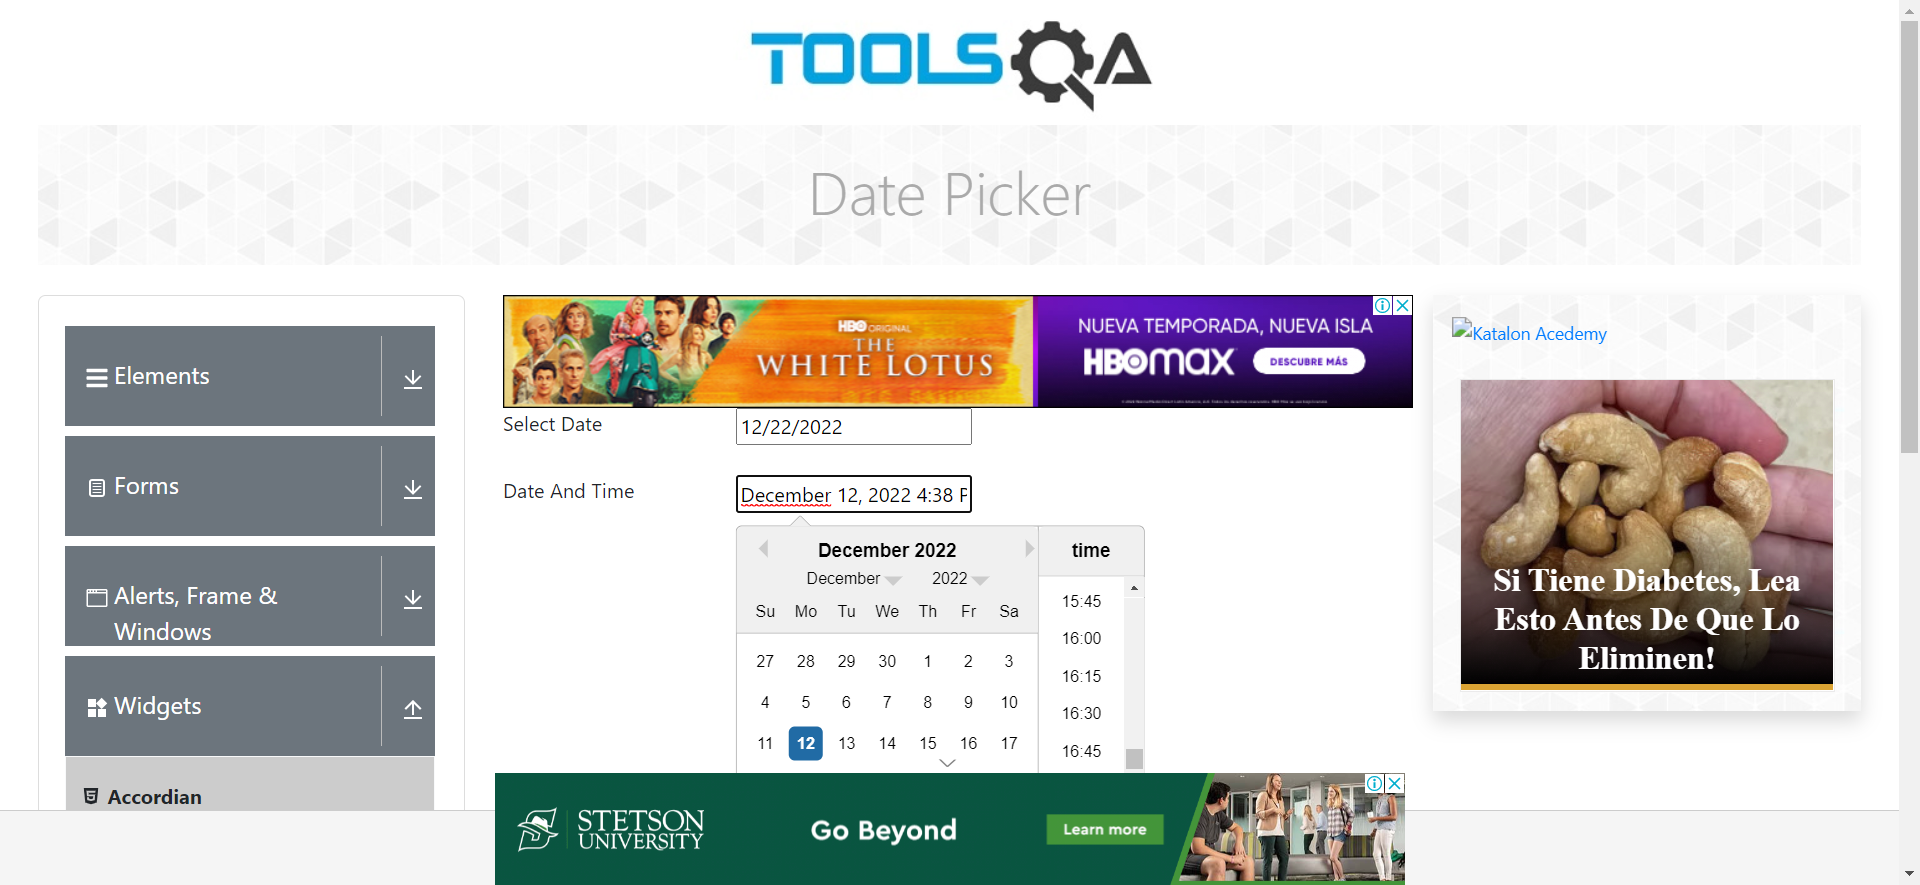 TOOLSQA
Date Picker
Elements
Forms
Alerts, Frame &
Windows
Widgets
Accordian
HBO ORIGINAL
THE
WHITE LOTUS
NUEVA TEMPORADA, NUEVA ISLA
HBOMAX
DESCUBRE MÁS
Select Date
12/22/2022
Date And Time
December 12, 2022 4:38 P
December 2022
December
2022
Su Mo Tu We Th Fr Sa
27 28 29 30 1 2 3
4 5 6 7 8 9 10
11 12 13 14 15 16 17
time
15:45
16:00
16:15
16:30
16:45
Katalon Acedemy
Si Tiene Diabetes, Lea
Esto Antes De Que Lo
Eliminen!
STETSON
UNIVERSITY
Go Beyond
Learn more